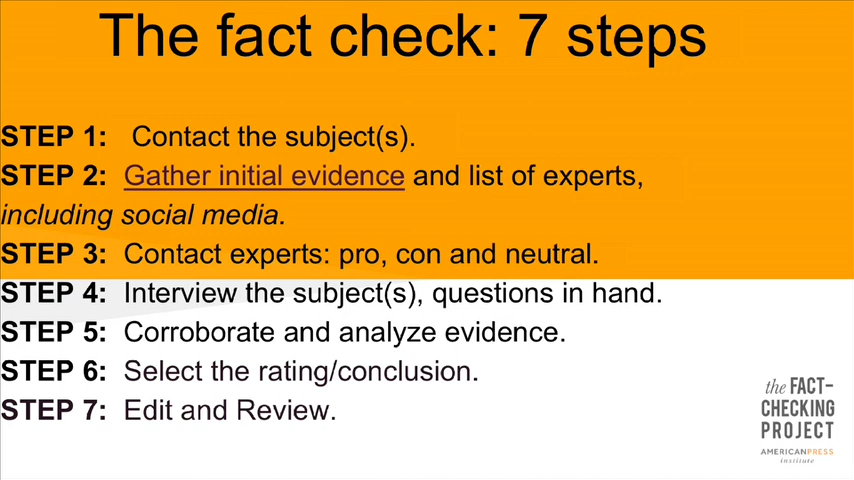 The fact check: 7 steps
STEP 1: Contact the subject(s).
STEP 2: Gather initial evidence and list of experts,
including social media.
STEP 3: Contact experts: pro, con and neutral.
STEP 4: Interview the subject(s), questions in hand.
STEP 5: Corroborate and analyze evidence.
STEP 6: Select the rating/conclusion.
STEP 7: Edit and Review.
the FACT-
CHECKING
PROJECT
AMERICANPRESS
institute